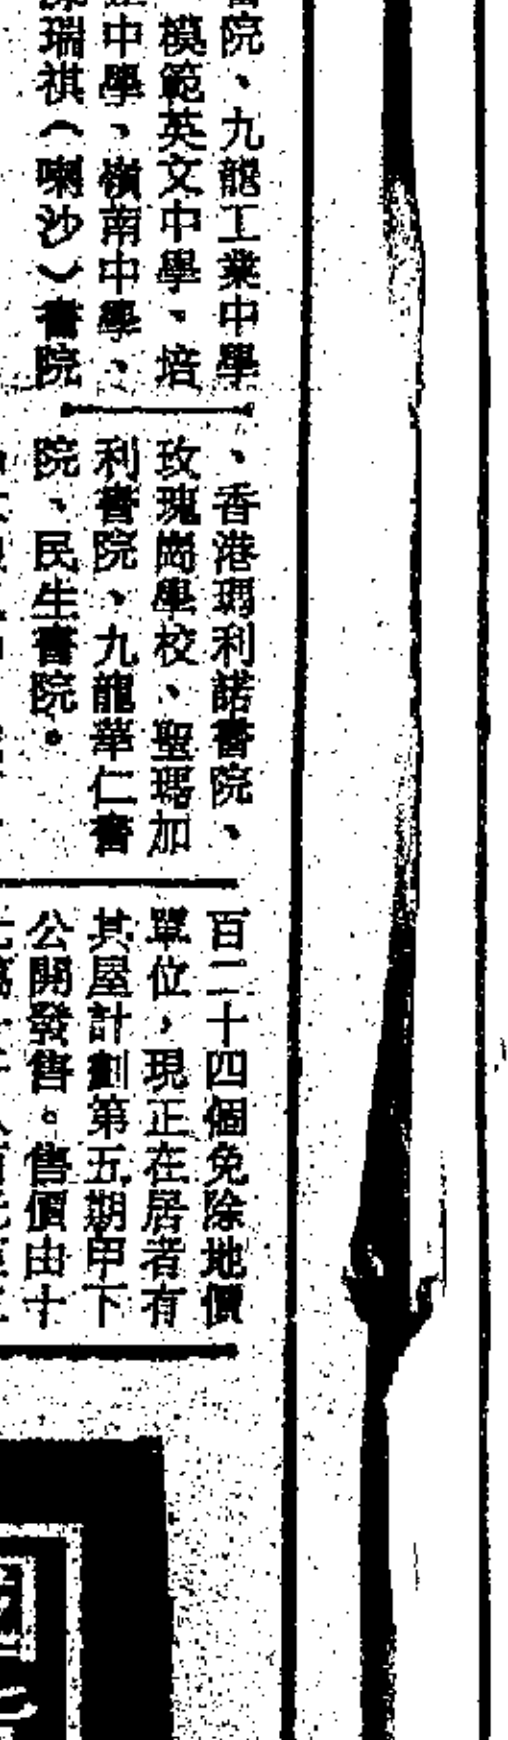 書院、九龍工業中學
模範英文中學、培
中學、嶺南中學、
瑞祺（喇沙）書院
、香港瑪利諾書院、
玫瑰崗學校、聖瑪加
利書院、九龍華仁書
院、民生書院。
百二十四個免除地價
單位，現正在居者有
其屋計劃第五期甲下
公開發售。售價由十